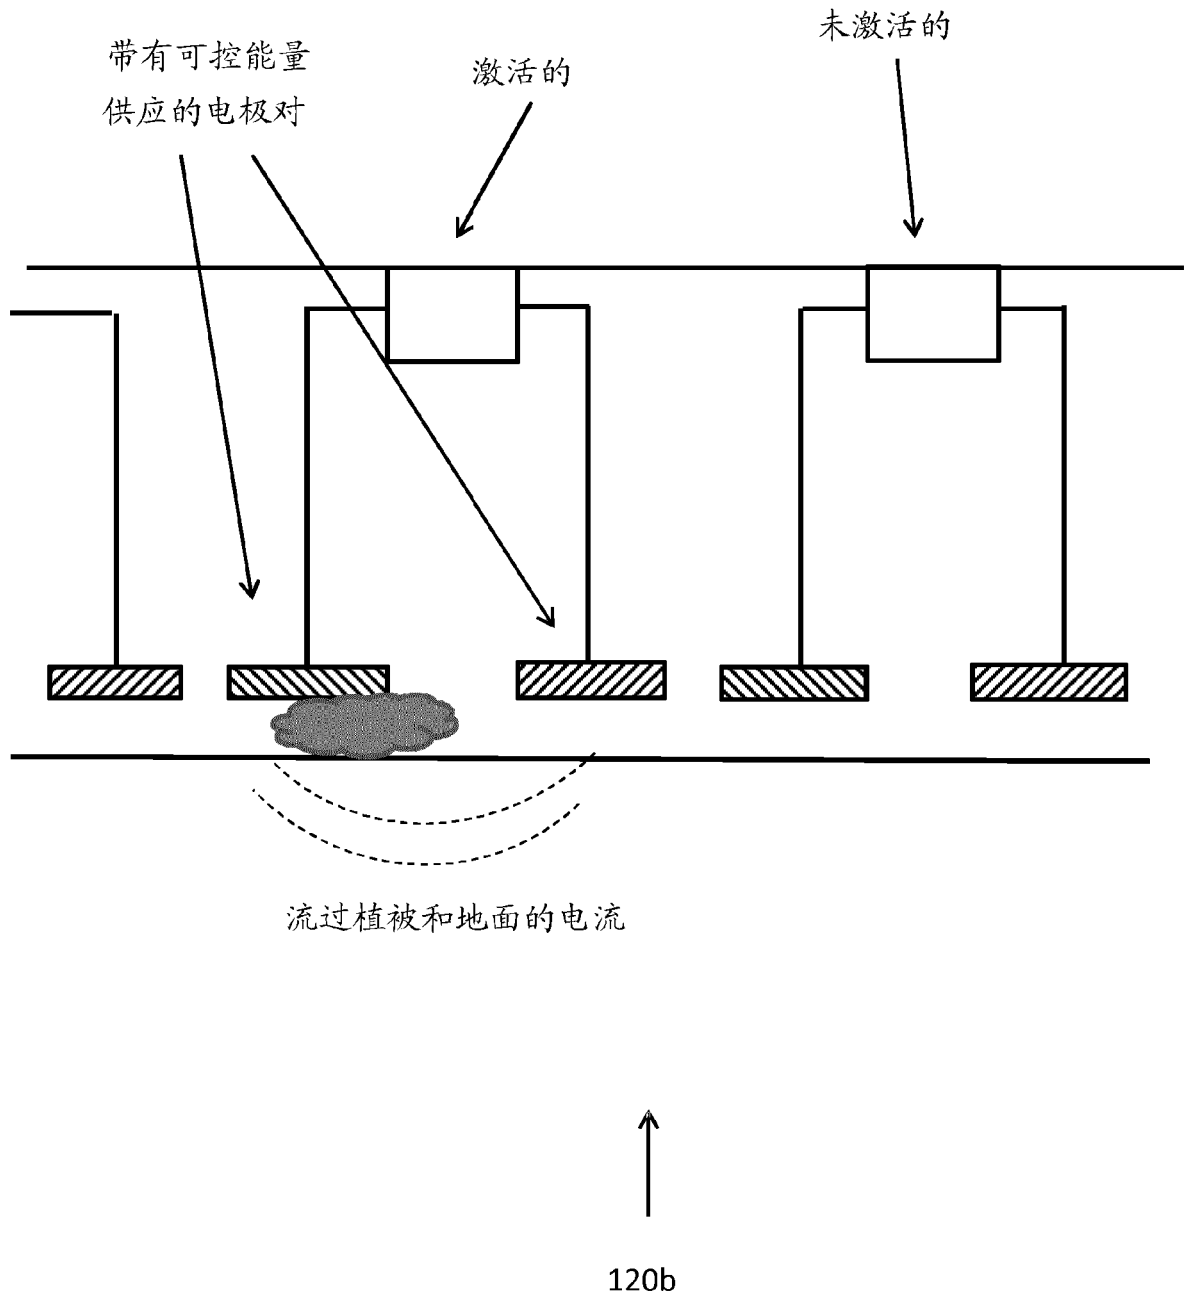 带有可控能量
供应的电极对
激活的
未激活的
流过植被和地面的电流
120b